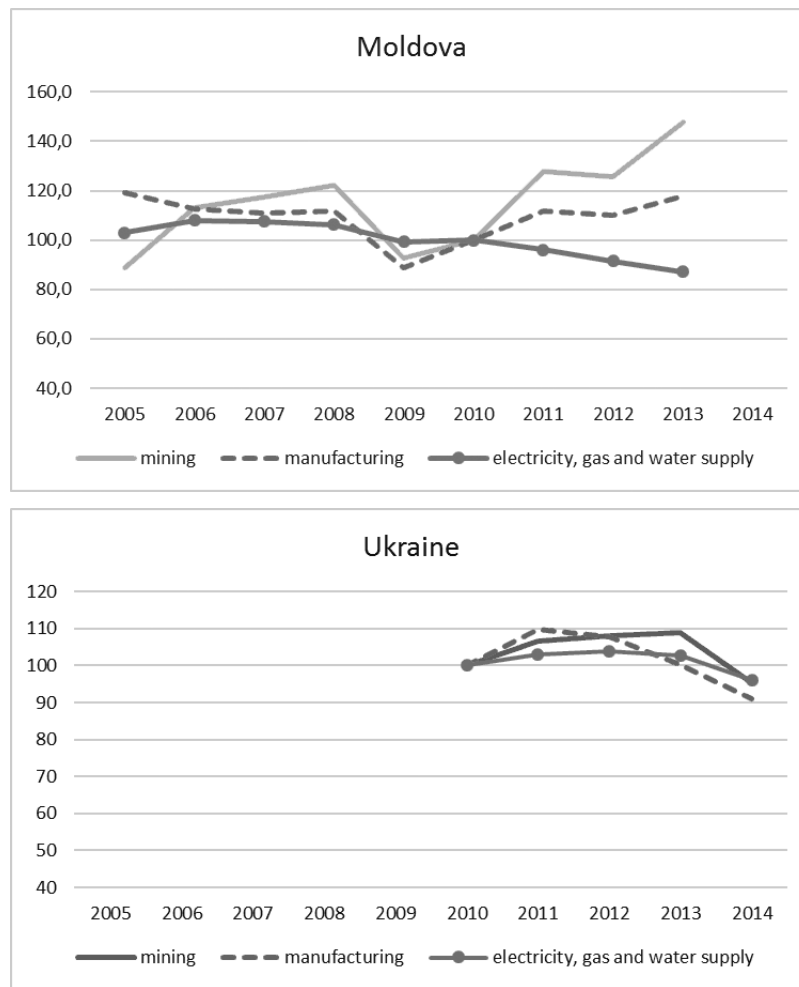 Moldova
160,0
140,0
120,0
100,0
80,0
60,0
40,0
2005 2006 2007 2008 2009 2010 2011 2012 2013 2014
mining manufacturing electricity, gas and water supply
Ukraine
120
110
100
90
80
70
60
50
40
2005 2006 2007 2008 2009 2010 2011 2012 2013 2014
mining manufacturing electricity, gas and water supply